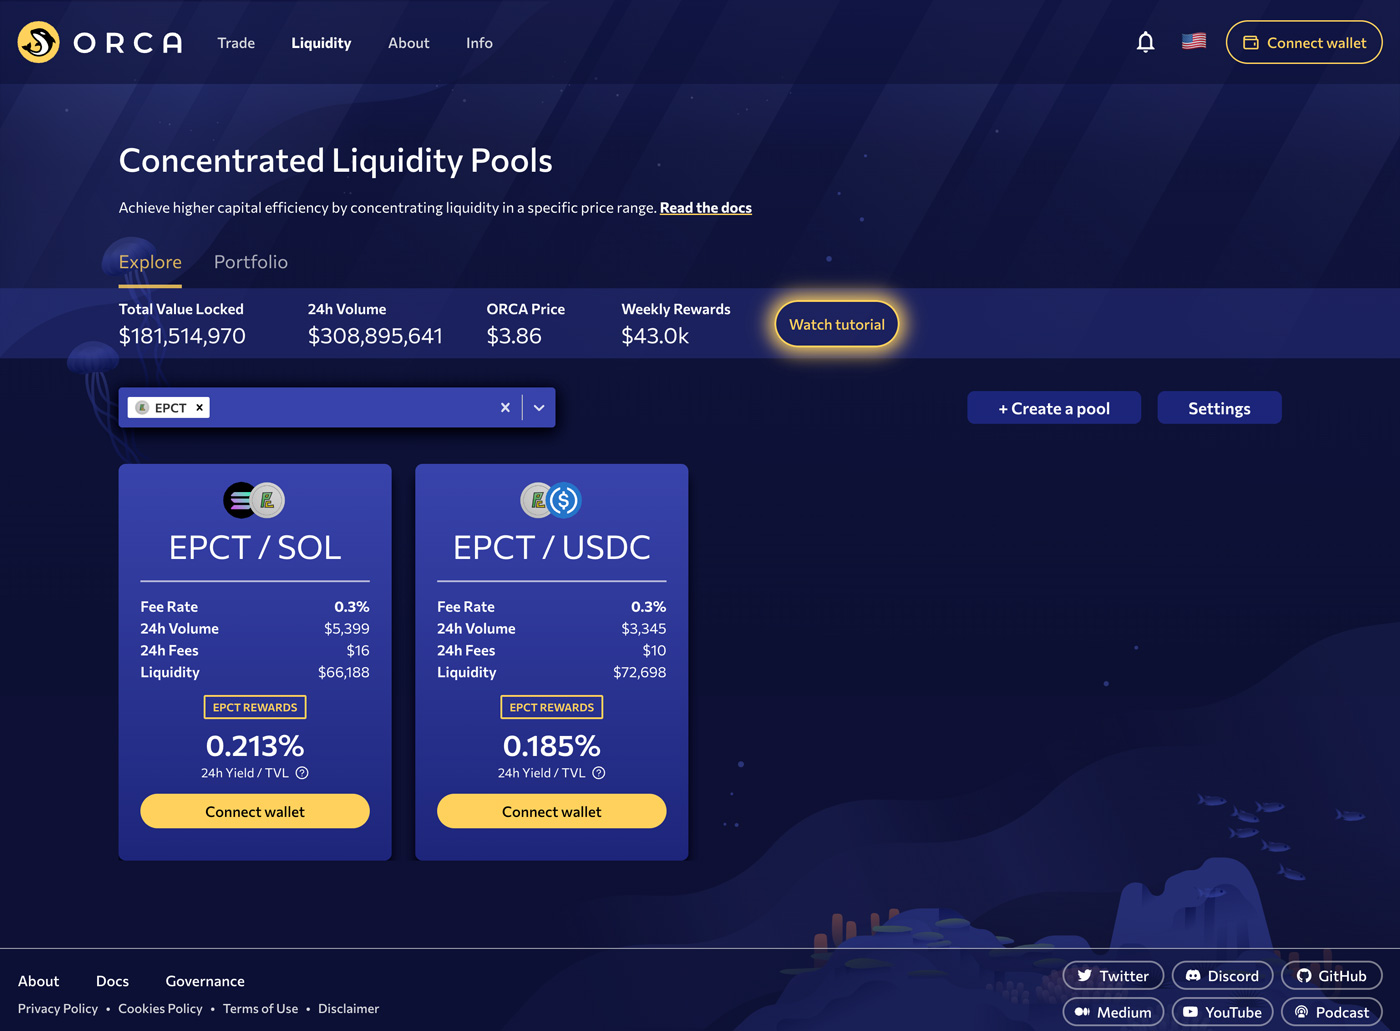 ORCA Trade Liquidity About Info Connect wallet
Concentrated Liquidity Pools
Achieve higher capital efficiency by concentrating liquidity in a specific price range. Read the docs
Explore Portfolio
Total Value Locked 24h Volume ORCA Price Weekly Rewards
$181,514,970 $308,895,641 $3.86 $43.0k
Watch tutorial
EPCT
+ Create a pool Settings
EPCT / SOL
Fee Rate 0.3%
24h Volume $5,399
24h Fees $16
Liquidity $66,188
EPCT REWARDS
0.213%
24h Yield / TVL ?
Connect wallet
EPCT / USDC
Fee Rate 0.3%
24h Volume $3,345
24h Fees $10
Liquidity $72,698
EPCT REWARDS
0.185%
24h Yield / TVL ?
Connect wallet
About Docs Governance
Privacy Policy • Cookies Policy • Terms of Use • Disclaimer
Twitter Discord GitHub
Medium YouTube Podcast